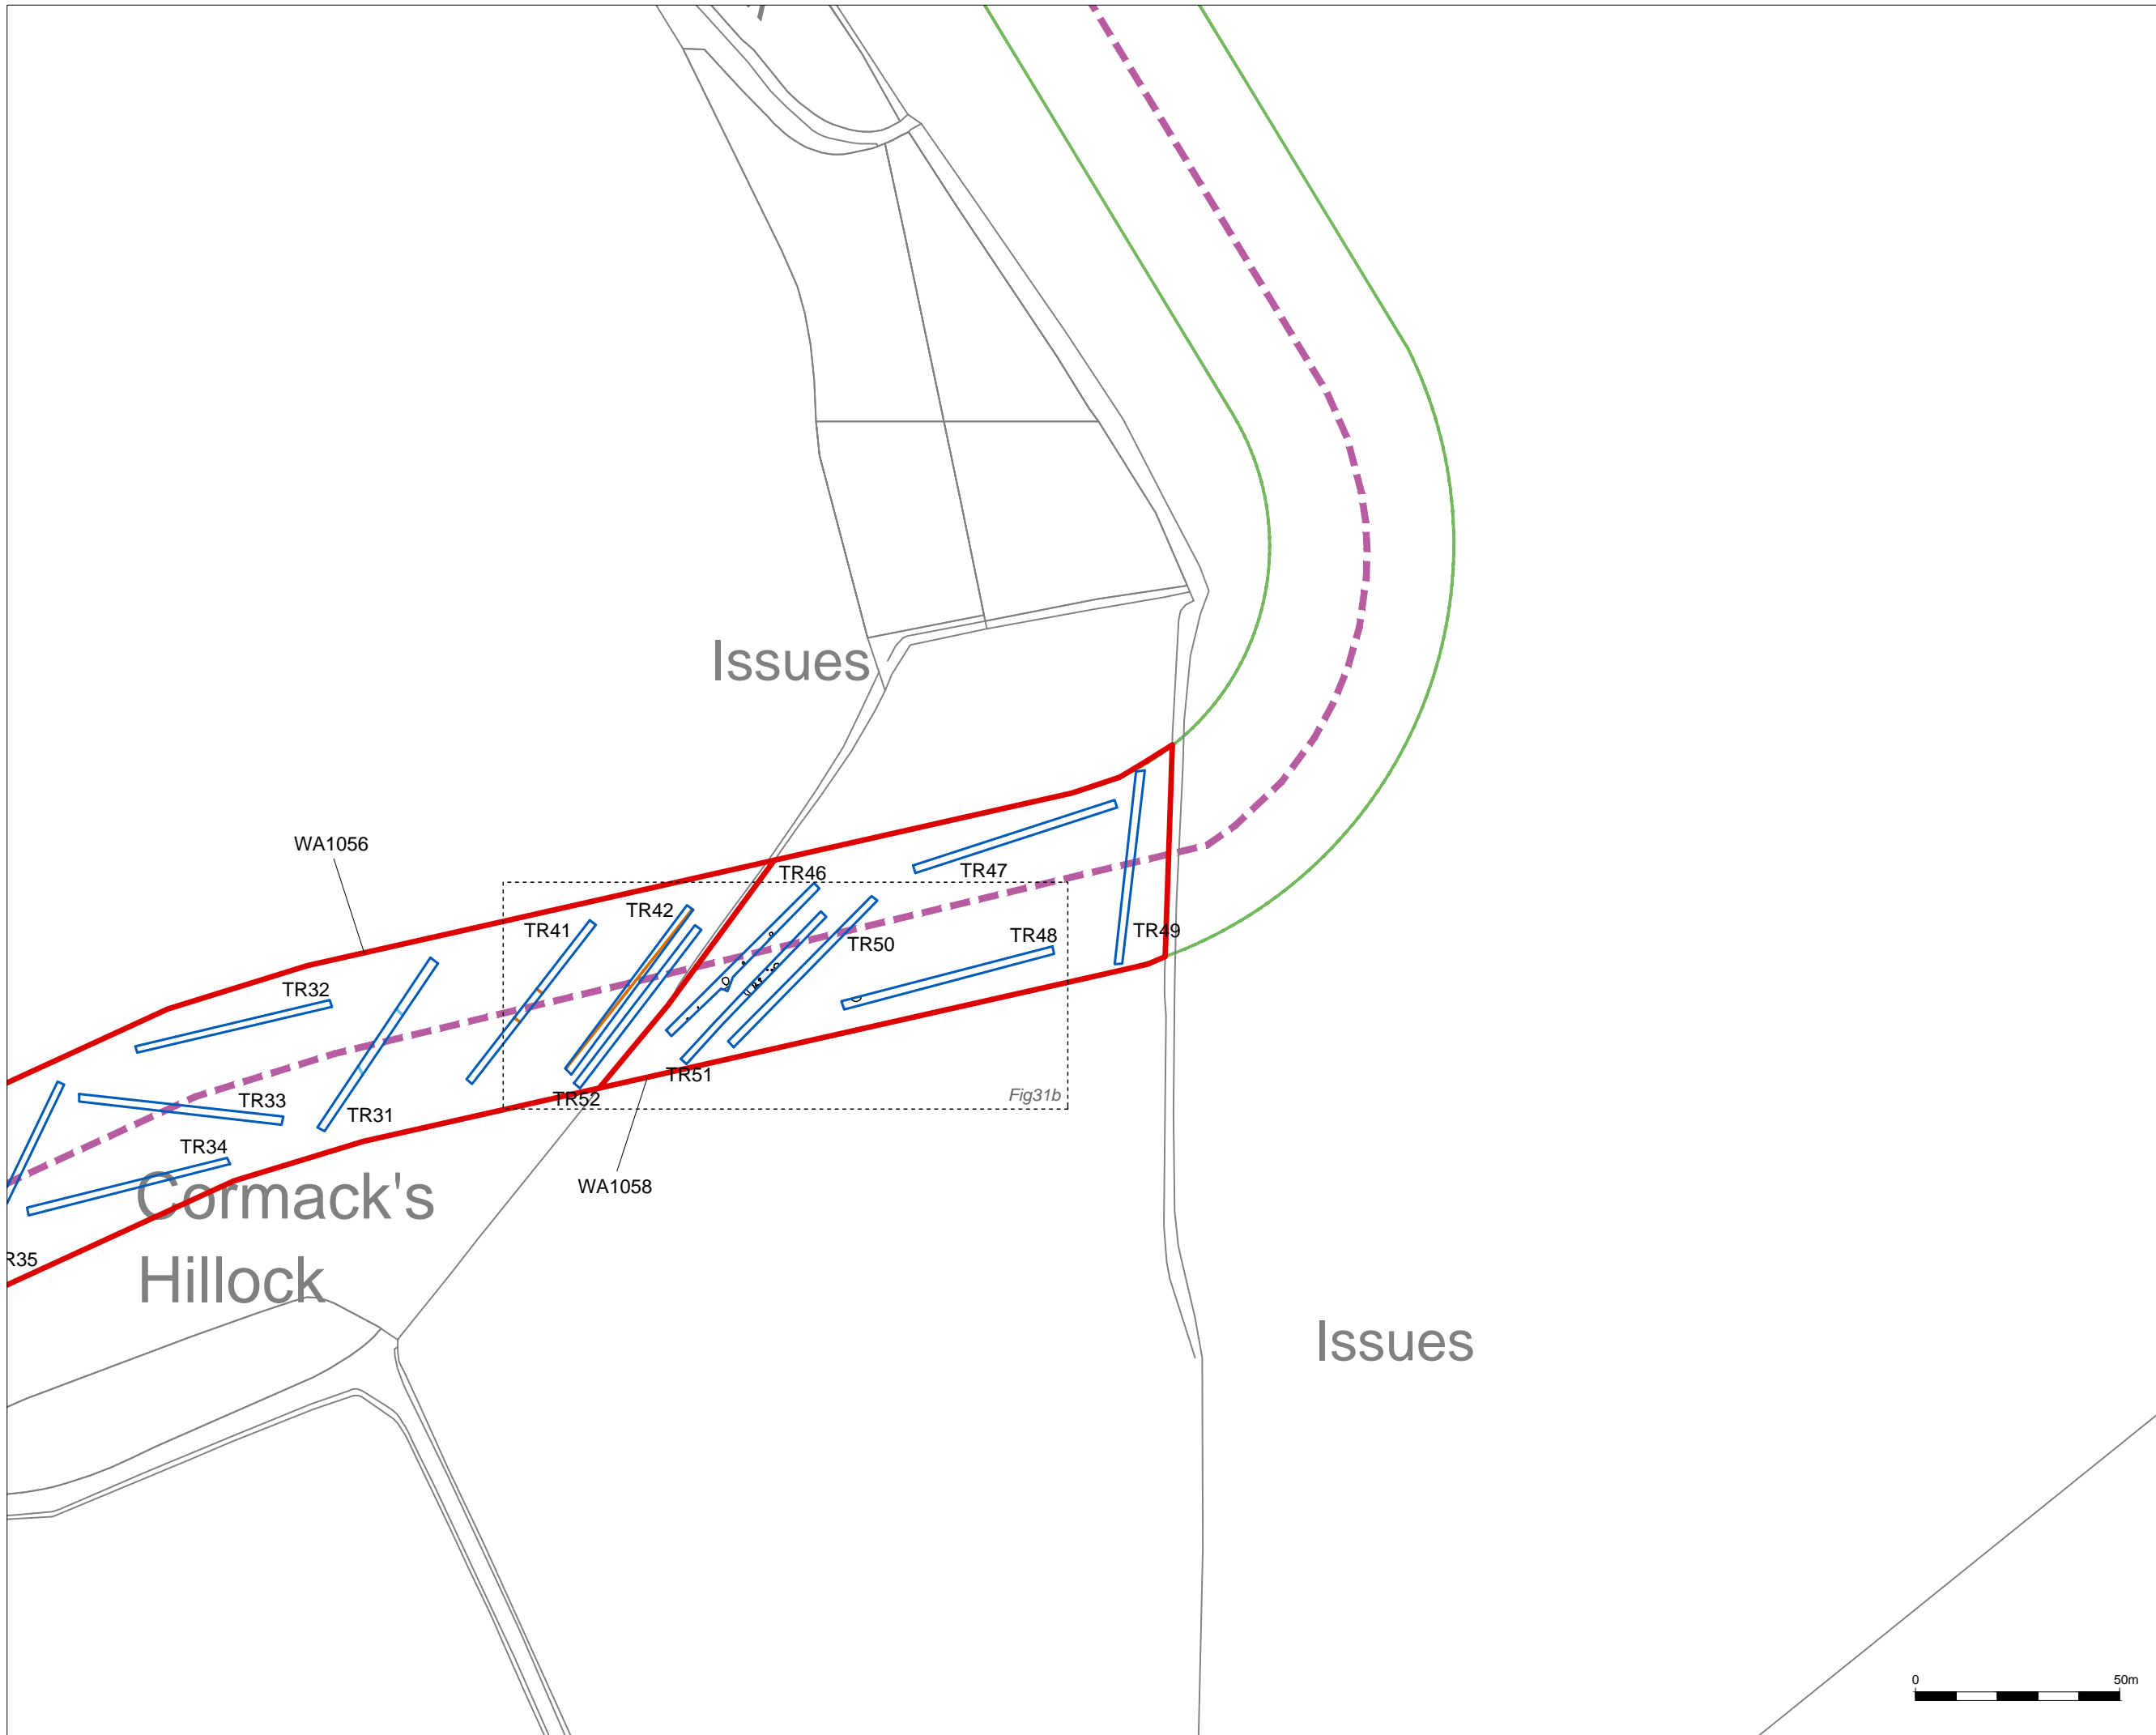 Issues
WA1056
TR46
TR47
TR42
TR41
TR49
TR48
TR50
TR32
TR51
Fig31b
TR52
TR33
TR31
TR34
WA1058
Cormack's
Hillock
R35
Issues
0 50m